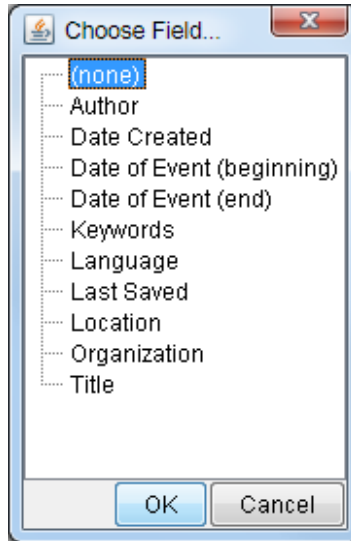 Choose Field...
(none)
Author
Date Created
Date of Event (beginning)
Date of Event (end)
Keywords
Language
Last Saved
Location
Organization
Title
OK Cancel